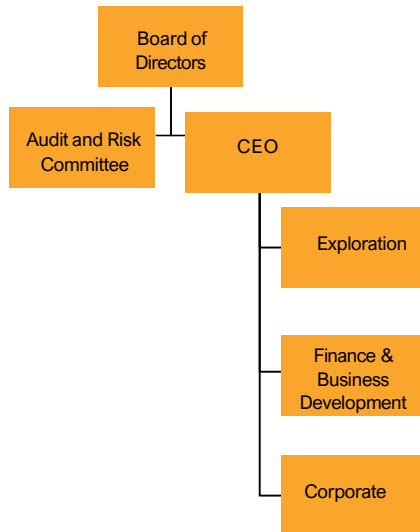 Board of
Directors
Audit and Risk
Committee
CEO
Exploration
Finance &
Business
Development
Corporate